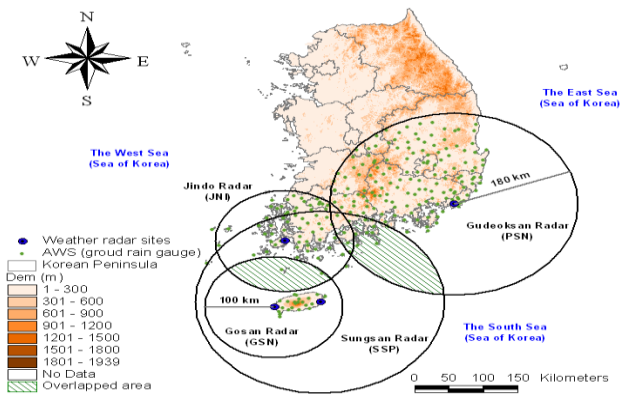 N
W
E
S
The East Sea
(Sea of Korea)
The West Sea
(Sea of Korea)
Jindo Radar
(JNI)
180 km
Gudeoksan Radar
(PSN)
Weather radar sites
AWS (groud rain gauge)
Korean Peninsula
Dem (m)
1 - 300
301 - 600
601 - 900
901 - 1200
1201 - 1500
1501 - 1800
1801 - 1939
No Data
Overlapped area
100 km
Gosan Radar
(GSN)
Sungsan Radar
(SSP)
The South Sea
(Sea of Korea)
0 50 100 150 Kilometers